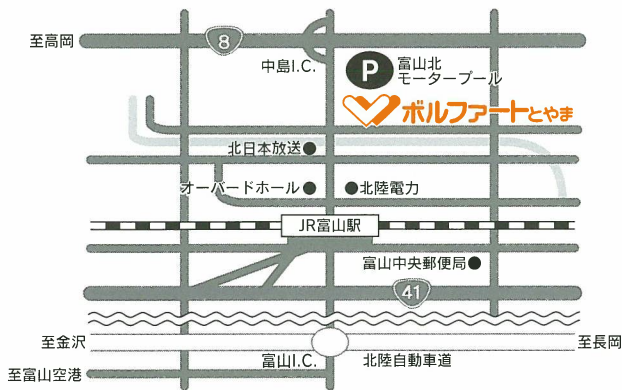 至高岡
8
中島I.C.
P
富山北
モータープール
ボルファートとやま
北日本放送
オーバードホール
北陸電力
JR富山駅
富山中央郵便局
41
至金沢
至長岡
富山I.C.
北陸自動車道
至富山空港